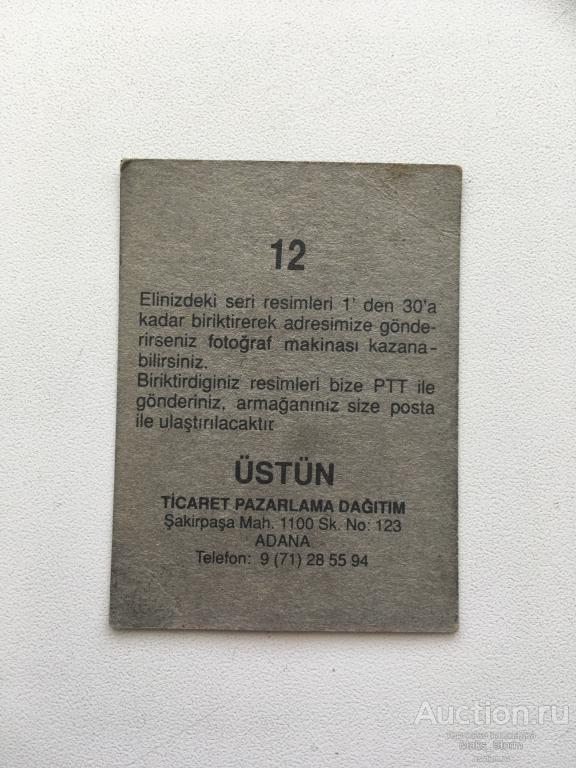 12
Elinizdeki seri resimleri 1' den 30'a
kadar biriktirerek adresimize gönde-
rirseniz fotoğraf makinası kazana-
bilirsiniz.
Biriktirdiginiz resimleri bize PTT ile
gönderiniz, armağanınız size posta
ile ulaştırılacaktır
ÜSTÜN
TİCARET PAZARLAMA DAĞITIM
Şakirpaşa Mah. 1100 Sk. No: 123
ADANA
Telefon: 9 (71) 28 55 94
Auction.ru
Maks_Storm